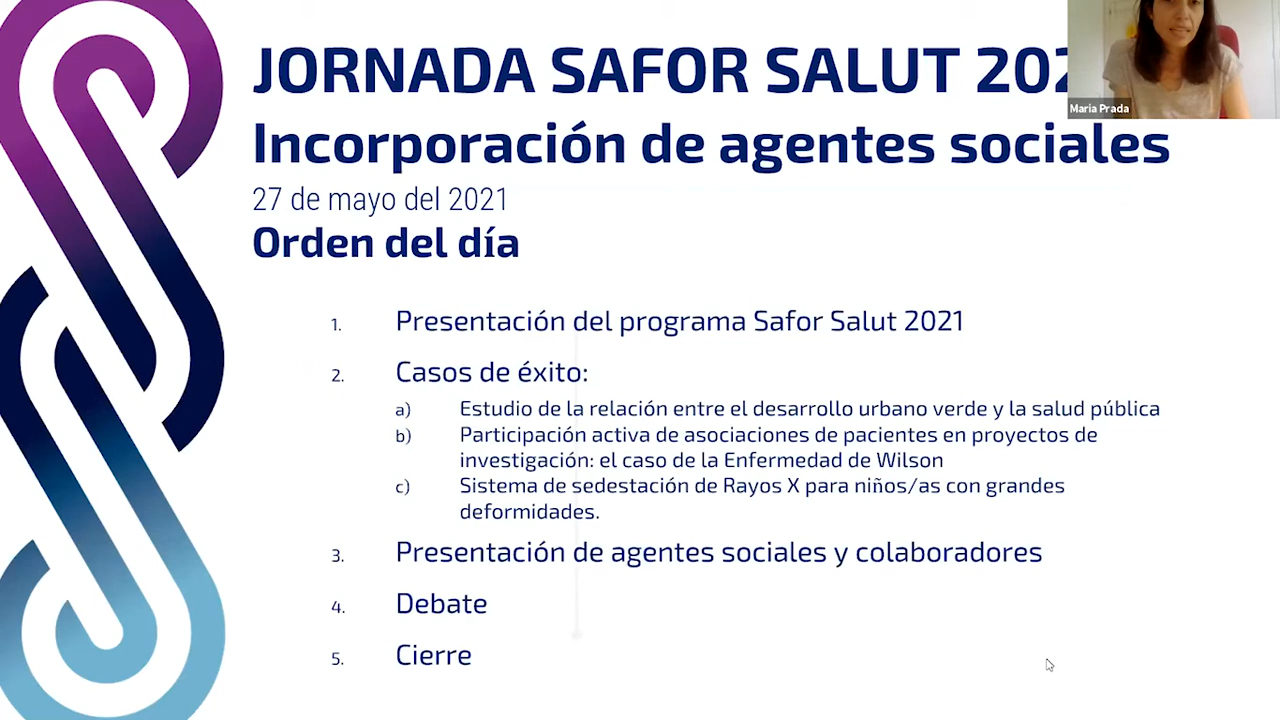 JORNADA SAFOR SALUT 202
Maria Prada
Incorporación de agentes sociales
27 de mayo del 2021
Orden del día
1. Presentación del programa Safor Salut 2021
2. Casos de éxito:
a) Estudio de la relación entre el desarrollo urbano verde y la salud pública
b) Participación activa de asociaciones de pacientes en proyectos de
investigación: el caso de la Enfermedad de Wilson
c) Sistema de sedestación de Rayos X para niños/as con grandes
deformidades.
3. Presentación de agentes sociales y colaboradores
4. Debate
5. Cierre